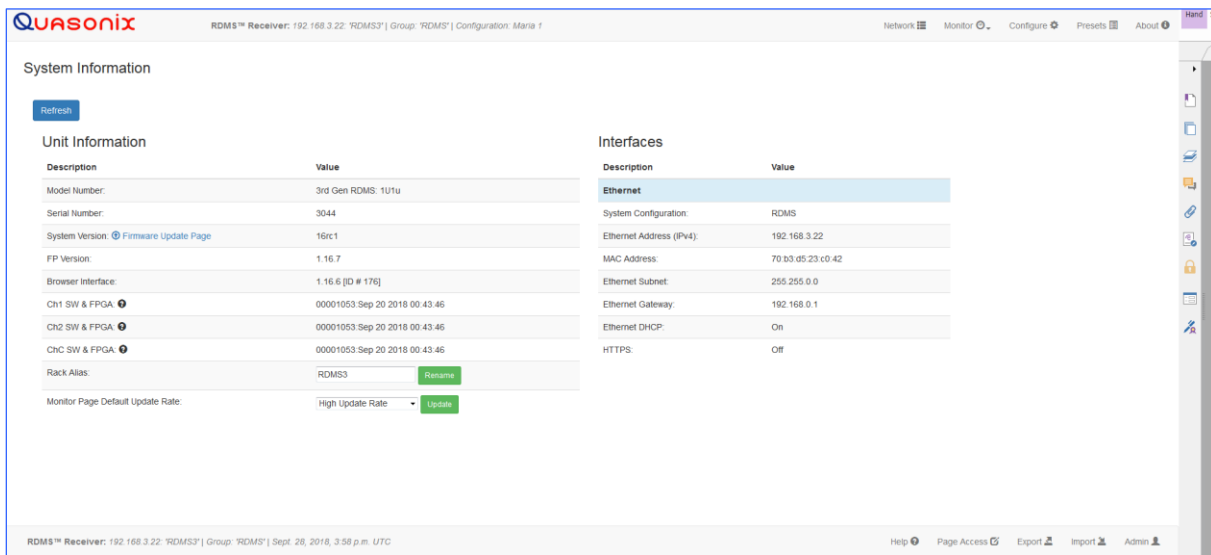 Quasonix
RDMS™ Receiver: 192.168.3.22: 'RDMS3' | Group: 'RDMS' | Configuration: Maria 1
Network Monitor Configure Presets About
Hand
System Information
Refresh
Unit Information
Description Value
Model Number: 3rd Gen RDMS: 1U1u
Serial Number: 3044
System Version: Firmware Update Page 16rc1
FP Version: 1.16.7
Browser Interface: 1.16.6 [ID # 176]
Ch1 SW & FPGA: 00001053:Sep 20 2018 00:43:46
Ch2 SW & FPGA: 00001053:Sep 20 2018 00:43:46
ChC SW & FPGA: 00001053:Sep 20 2018 00:43:46
Rack Alias: RDMS3 Rename
Monitor Page Default Update Rate: High Update Rate Update
Interfaces
Description Value
Ethernet
System Configuration: RDMS
Ethernet Address (IPv4): 192.168.3.22
MAC Address: 70:b3:d5:23:c0:42
Ethernet Subnet: 255.255.0.0
Ethernet Gateway: 192.168.0.1
Ethernet DHCP: On
HTTPS: Off
RDMS™ Receiver: 192.168.3.22: 'RDMS3' | Group: 'RDMS' | Sept. 28, 2018, 3:58 p.m. UTC
Help Page Access Export Import Admin